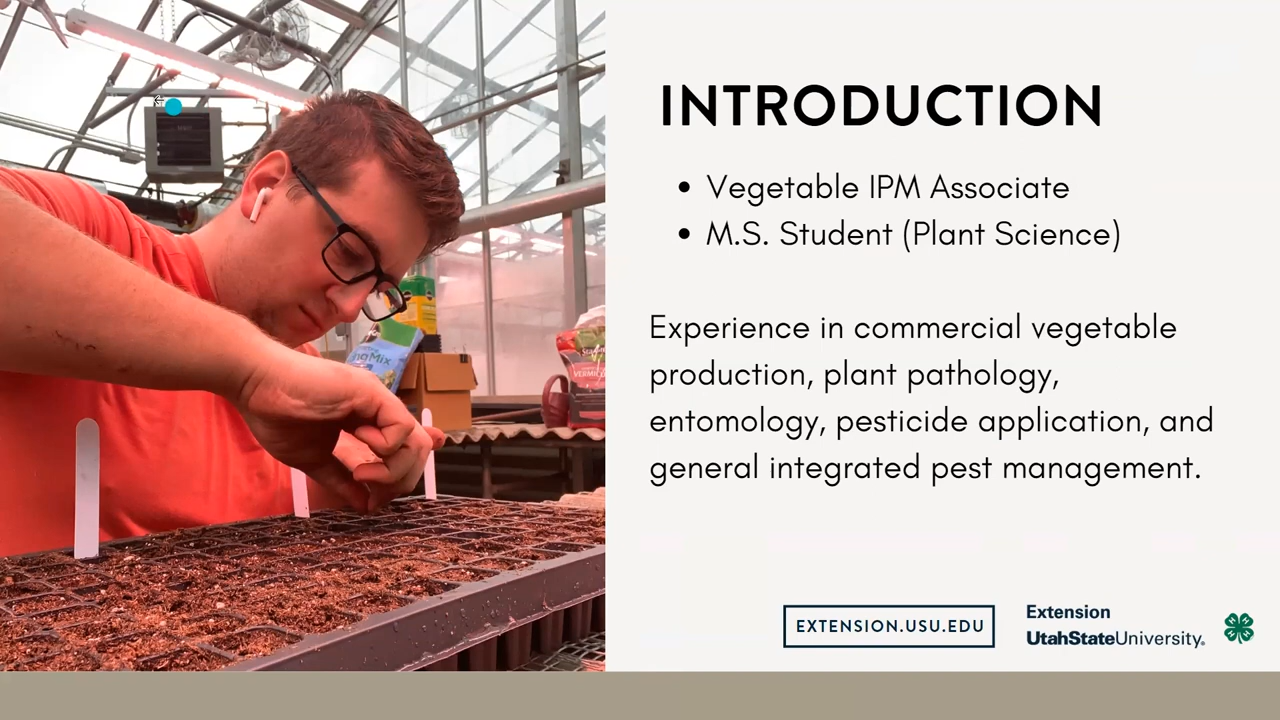 INTRODUCTION
• Vegetable IPM Associate
• M.S. Student (Plant Science)
Experience in commercial vegetable
production, plant pathology,
entomology, pesticide application, and
general integrated pest management.
EXTENSION.USU.EDU
Extension
UtahStateUniversity.